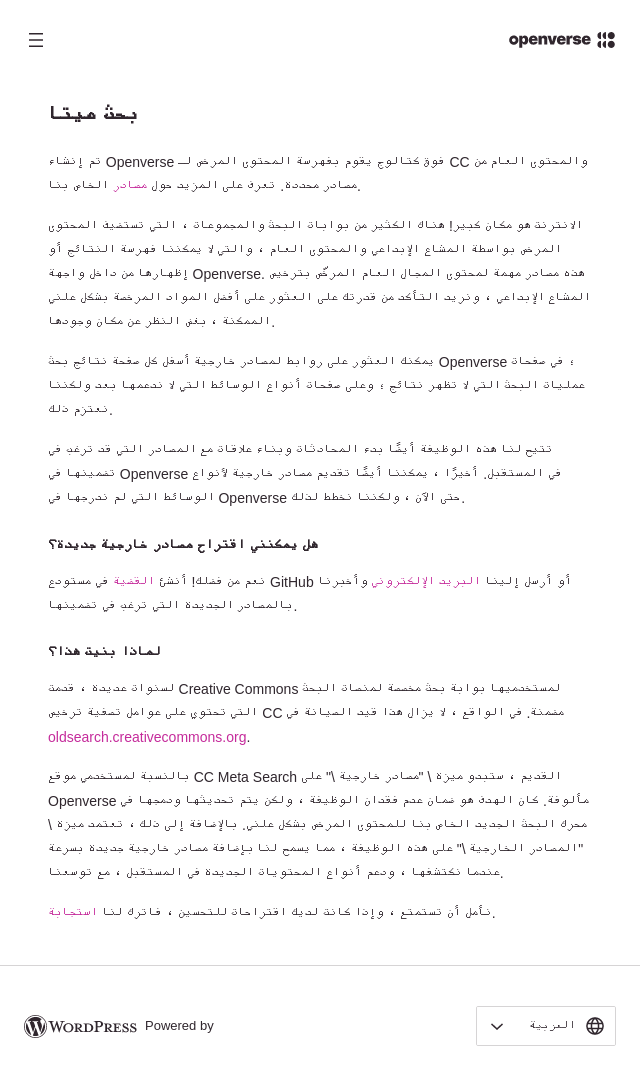 openverse
بحث ميتا
تم إنشاء Openverse فوق كتالوج يقوم بفهرسة المحتوى المرخص لـ CC والمحتوى العام من
مصادر محددة. تعرف على المزيد حول مصادر الخاص بنا.
الانترنت هو مكان كبير! هناك الكثير من بوابات البحث والمجموعات ، التي تستضيف المحتوى
المرخص بواسطة المشاع الإبداعي والمحتوى العام ، والتي لا يمكننا فهرسة النتائج أو
إظهارها من داخل واجهة Openverse. هذه مصادر مهمة لمحتوى المجال العام المرخّص بترخيص
المشاع الإبداعي ، ونريد التأكد من قدرتك على العثور على أفضل المواد المرخصة بشكل علني
الممكنة ، بغض النظر عن مكان وجودها.
يمكنك العثور على روابط لمصادر خارجية أسفل كل صفحة نتائج بحث Openverse ؛ في صفحات
عمليات البحث التي لا تظهر نتائج ؛ وعلى صفحات أنواع الوسائط التي لا ندعمها بعد ولكننا
نعتزم ذلك.
تتيح لنا هذه الوظيفة أيضًا بدء المحادثات وبناء علاقات مع المصادر التي قد ترغب في
تضمينها في Openverse في المستقبل. أخيرًا ، يمكننا أيضًا تقديم مصادر خارجية لأنواع
الوسائط التي لم ندرجها في Openverse حتى الآن ، ولكننا نخطط لذلك.
هل يمكنني اقتراح مصادر خارجية جديدة؟
نعم من فضلك! أنشئ القضية في مستودع GitHub أو أرسل إلينا البريد الإلكتروني وأخبرنا
بالمصادر الجديدة التي ترغب في تضمينها.
لماذا بنية هذا؟
لسنوات عديدة ، قدمت Creative Commons لمستخدميها بوابة بحث مخصصة لمنصات البحث
التي تحتوي على عوامل تصفية ترخيص CC مضمنة. في الواقع ، لا يزال هذا قيد الصيانة في
oldsearch.creativecommons.org.
بالنسبة لمستخدمي موقع CC Meta Search القديم ، ستبدو ميزة \ "مصادر خارجية \" على
Openverse مألوفة. كان الهدف هو ضمان عدم فقدان الوظيفة ، ولكن يتم تحديثها ودمجها في
محرك البحث الجديد الخاص بنا للمحتوى المرخص بشكل علني. بالإضافة إلى ذلك ، تعتمد ميزة \
"المصادر الخارجية \" على هذه الوظيفة ، مما يسمح لنا بإضافة مصادر خارجية جديدة بسرعة
عندما نكتشفها ، ودعم أنواع المحتويات الجديدة في المستقبل ، مع توسعنا.
نأمل أن تستمتع ، وإذا كانت لديك اقتراحات للتحسين ، فاترك لنا استجابة.
العربية
Powered by WORDPRESS